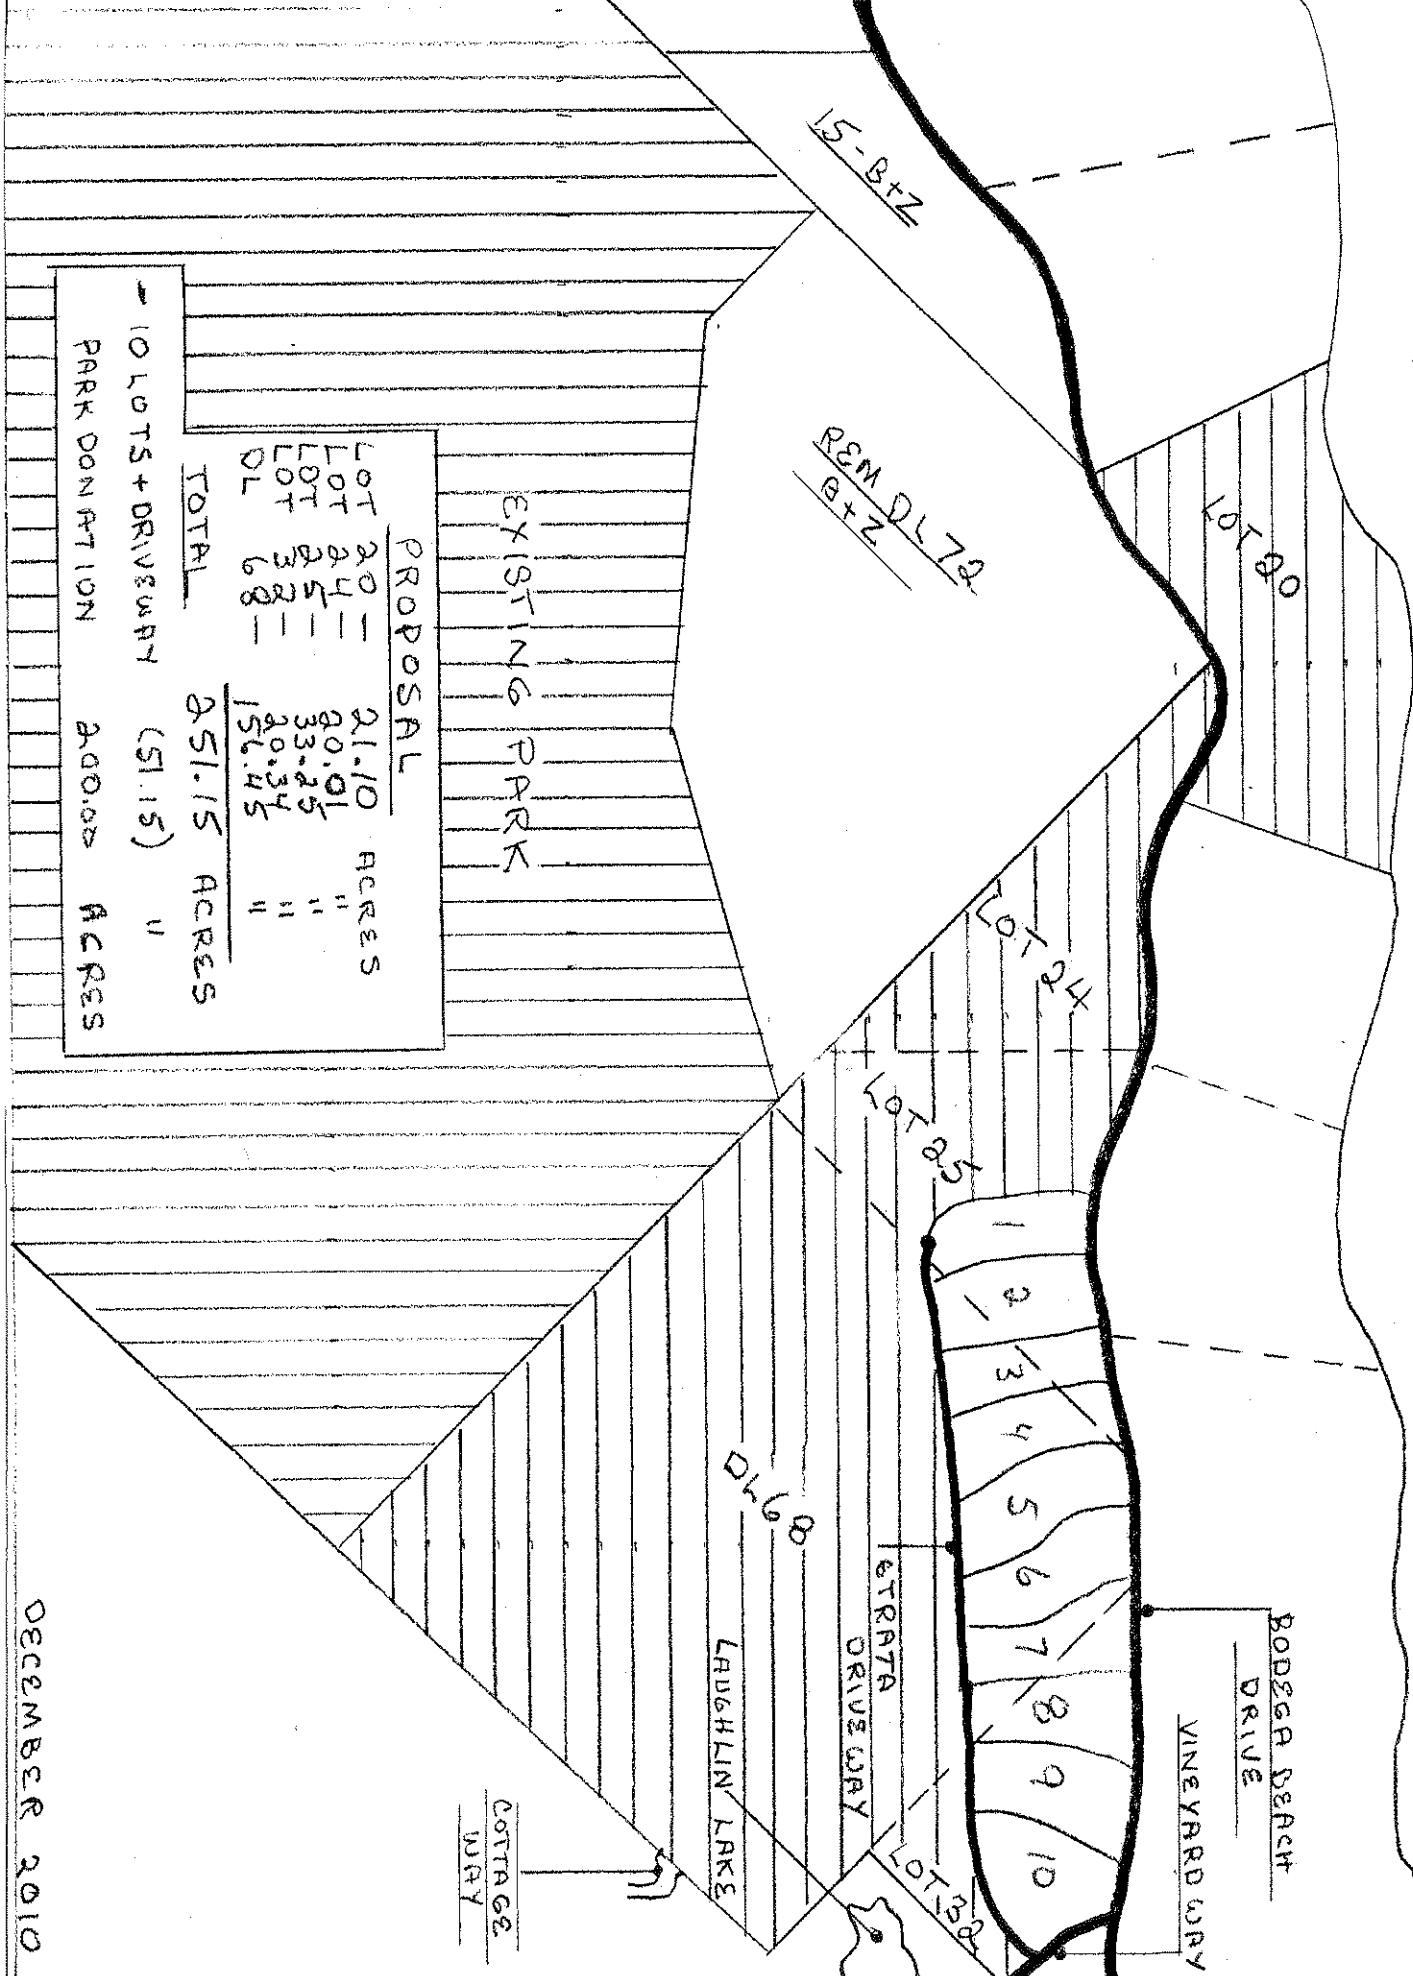 BODEGA BEACH
DRIVE
VINEYARD WAY
LOT 20
15-B+Z
REM DL 72
B+Z
LOT 24
LOT 25
1
2
3
4
5
6
7
8
9
10
LOT 32
STRATA
DRIVEWAY
DL 68
LAUGHLIN LAKE
COTTAGE
WAY
EXISTING PARK
PROPOSAL
LOT 20 — 21.10 ACRES
LOT 24 — 20.01 "
LOT 25 — 33.25 "
LOT 32 — 20.34 "
DL 68 — 156.45 "
TOTAL 251.15 ACRES
- 10 LOTS + DRIVEWAY (51.15) "
PARK DONATION 200.00 ACRES
DECEMBER 2010